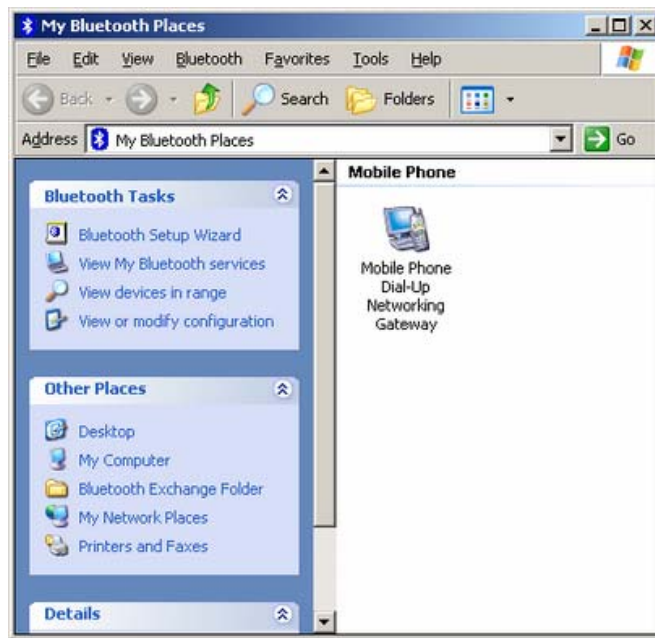 My Bluetooth Places
File Edit View Bluetooth Favorites Tools Help
Back Search Folders
Address My Bluetooth Places Go
Bluetooth Tasks
Bluetooth Setup Wizard
View My Bluetooth services
View devices in range
View or modify configuration
Other Places
Desktop
My Computer
Bluetooth Exchange Folder
My Network Places
Printers and Faxes
Details
Mobile Phone
Mobile Phone
Dial-Up
Networking
Gateway